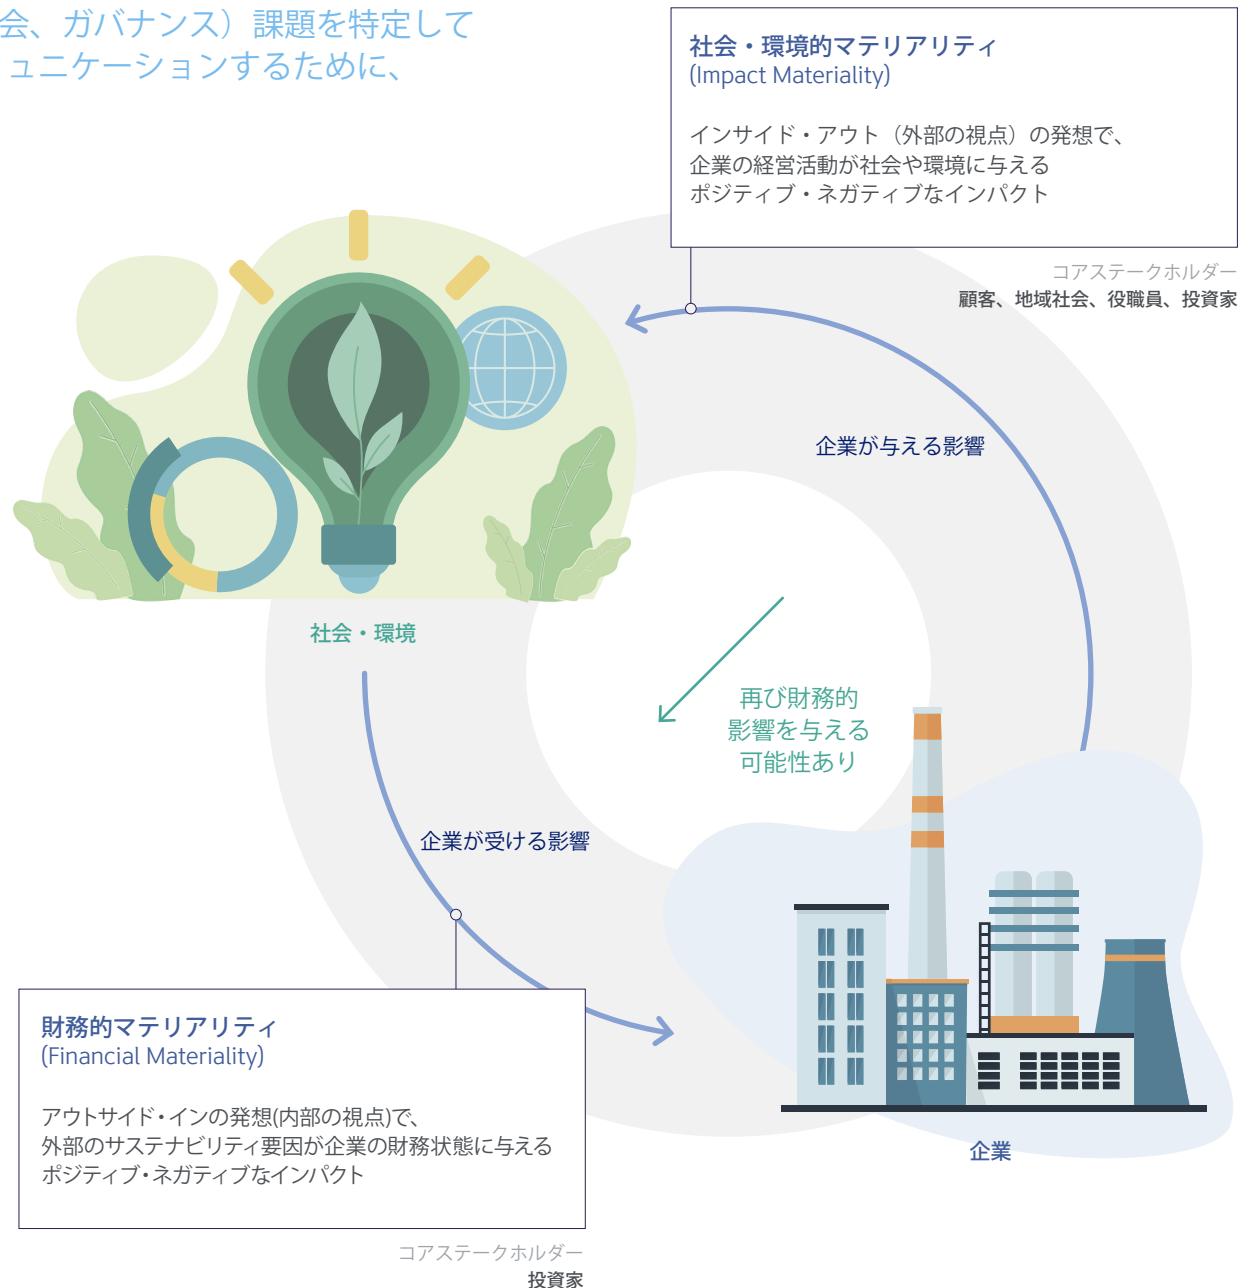 会、ガバナンス）課題を特定して
ュニケーションするために、
社会・環境的マテリアリティ
(Impact Materiality)
インサイド・アウト（外部の視点）の発想で、
企業の経営活動が社会や環境に与える
ポジティブ・ネガティブなインパクト
コアステークホルダー
顧客、地域社会、役職員、投資家
企業が与える影響
社会・環境
再び財務的
影響を与える
可能性あり
企業が受ける影響
財務的マテリアリティ
(Financial Materiality)
アウトサイド・インの発想(内部の視点)で、
外部のサステナビリティ要因が企業の財務状態に与える
ポジティブ・ネガティブなインパクト
企業
コアステークホルダー
投資家